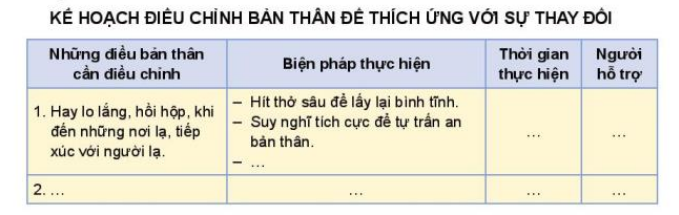 KẾ HOẠCH ĐIỀU CHỈNH BẢN THÂN ĐỂ THÍCH ỨNG VỚI SỰ THAY ĐỔI
Những điều bản thân
cần điều chỉnh
Biện pháp thực hiện
Thời gian
thực hiện
Người
hỗ trợ
1. Hay lo lắng, hồi hộp, khi
đến những nơi lạ, tiếp
xúc với người lạ.
– Hít thở sâu để lấy lại bình tĩnh.
– Suy nghĩ tích cực để tự trấn an
bản thân.
– ...
...
...
2. ...
...
...
...